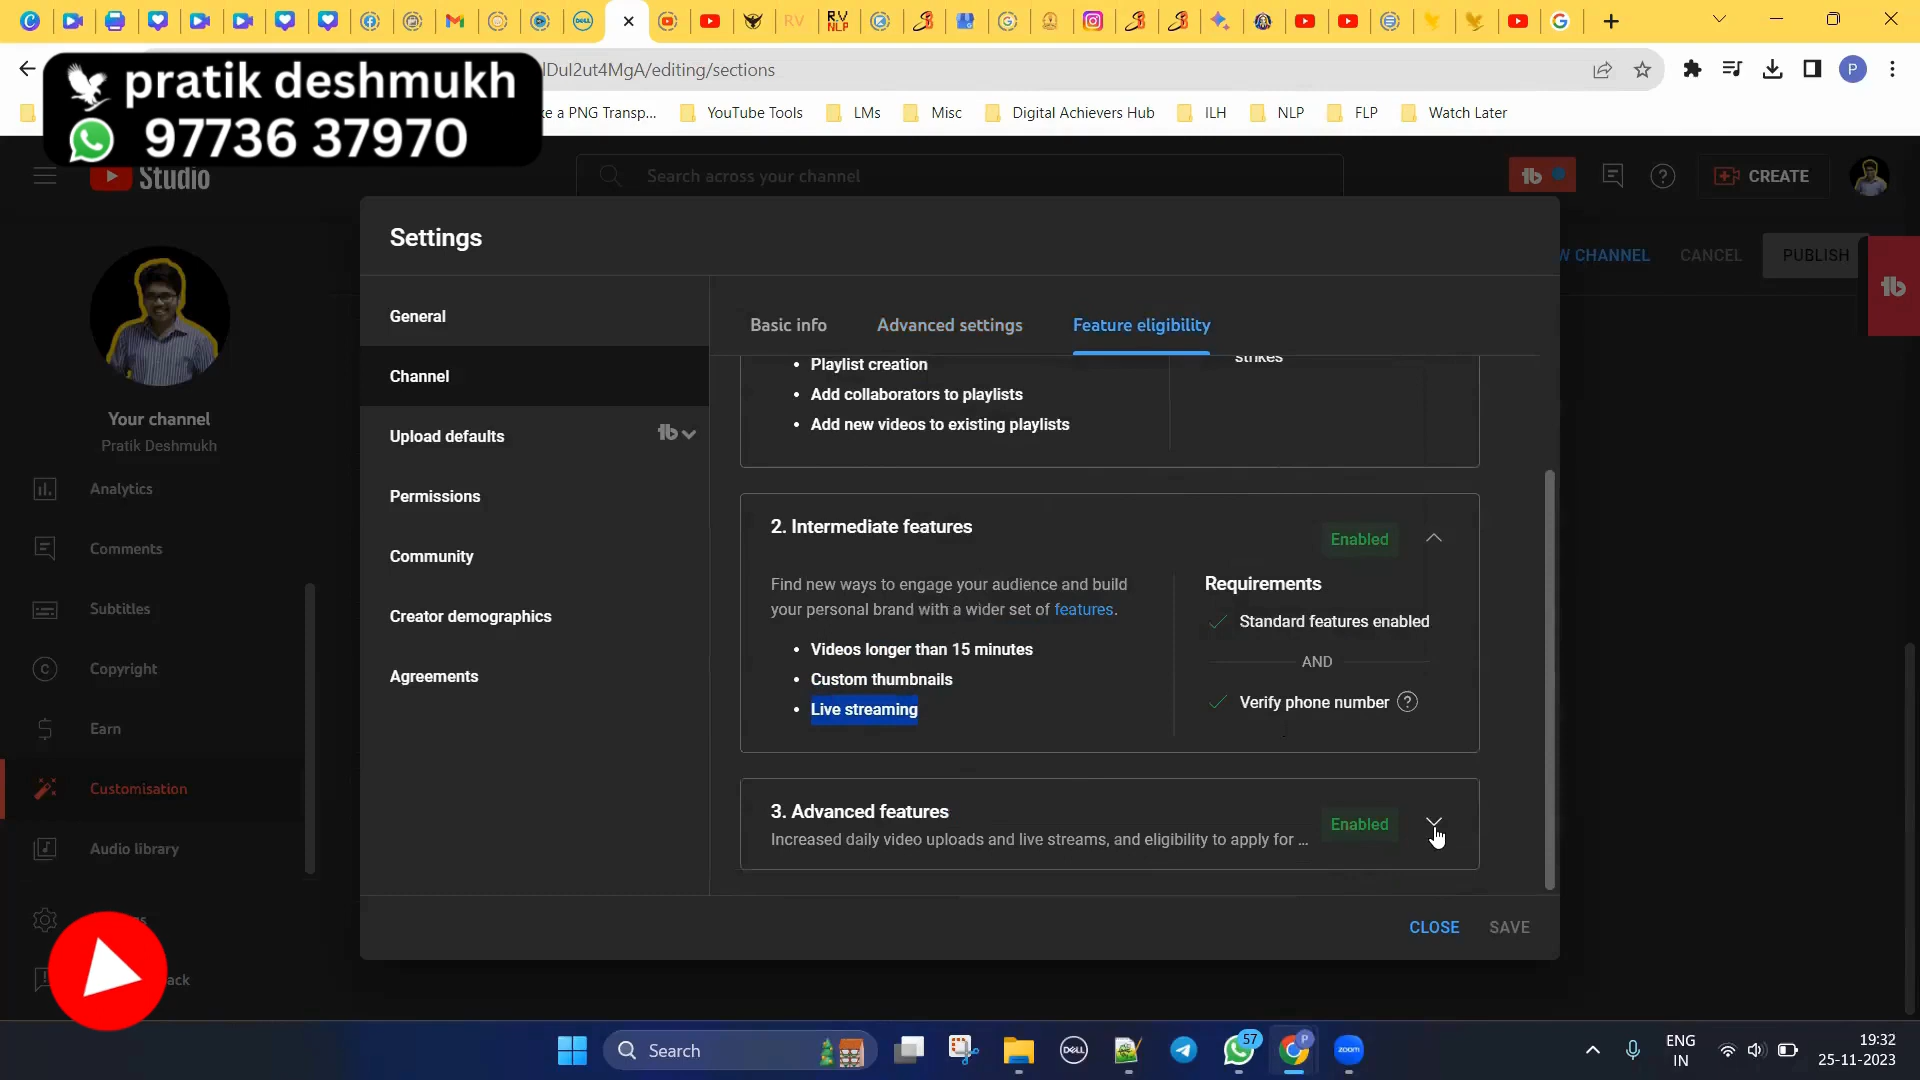 RV
R.V
NLP
pratik deshmukh
97736 37970
lDul2ut4MgA/editing/sections
P
ke a PNG Transp...
YouTube Tools
LMs
Misc
Digital Achievers Hub
ILH
NLP
FLP
Watch Later
Studio
Search across your channel
CREATE
Settings
W CHANNEL
CANCEL
PUBLISH
General
Basic info
Advanced settings
Feature eligibility
Channel
Your channel
Pratik Deshmukh
Upload defaults
Permissions
Community
Creator demographics
Agreements
Analytics
Comments
Subtitles
Copyright
Earn
Customisation
Audio library
ack
strikes
• Playlist creation
• Add collaborators to playlists
• Add new videos to existing playlists
2. Intermediate features
Enabled
Find new ways to engage your audience and build
your personal brand with a wider set of features.
• Videos longer than 15 minutes
• Custom thumbnails
• Live streaming
Requirements
Standard features enabled
AND
Verify phone number
3. Advanced features
Increased daily video uploads and live streams, and eligibility to apply for ...
Enabled
CLOSE
SAVE
Search
DELL
57
P
zoom
ENG
IN
19:32
25-11-2023